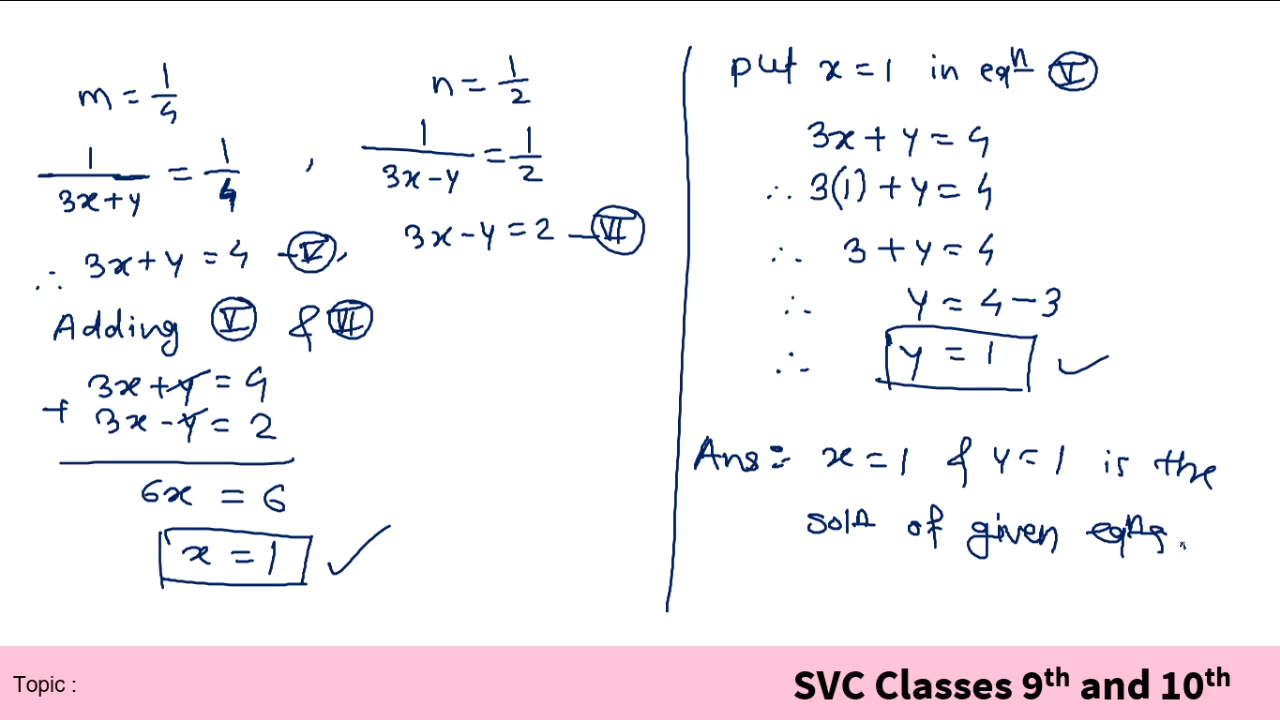 m = 1/4
n = 1/2
1/(3x+y) = 1/4 , 1/(3x-y) = 1/2
∴ 3x+y = 4 —Ⓥ, 3x-y = 2 —ⓋⒾ
Adding Ⓥ & ⓋⒾ
3x+y = 4
+ 3x-y = 2
6x = 6
x = 1 ✓
put x = 1 in eqn Ⓥ
3x + y = 4
∴ 3(1) + y = 4
∴ 3 + y = 4
∴ y = 4 - 3
∴ y = 1 ✓
Ans:- x = 1 & y = 1 is the
soln of given eqns.
Topic :
SVC Classes 9th and 10th